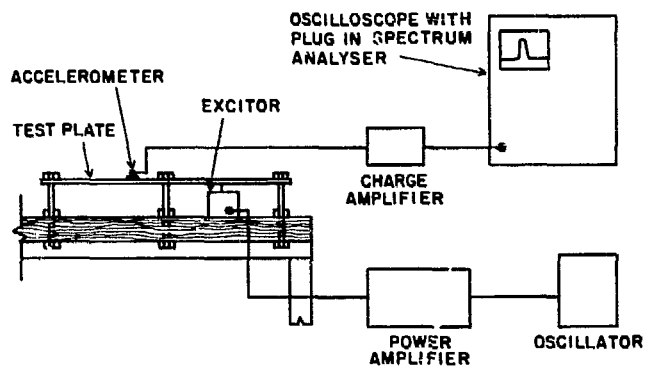 OSCILLOSCOPE WITH
PLUG IN SPECTRUM
ANALYSER
ACCELEROMETER
EXCITOR
TEST PLATE
CHARGE
AMPLIFIER
POWER
AMPLIFIER
OSCILLATOR